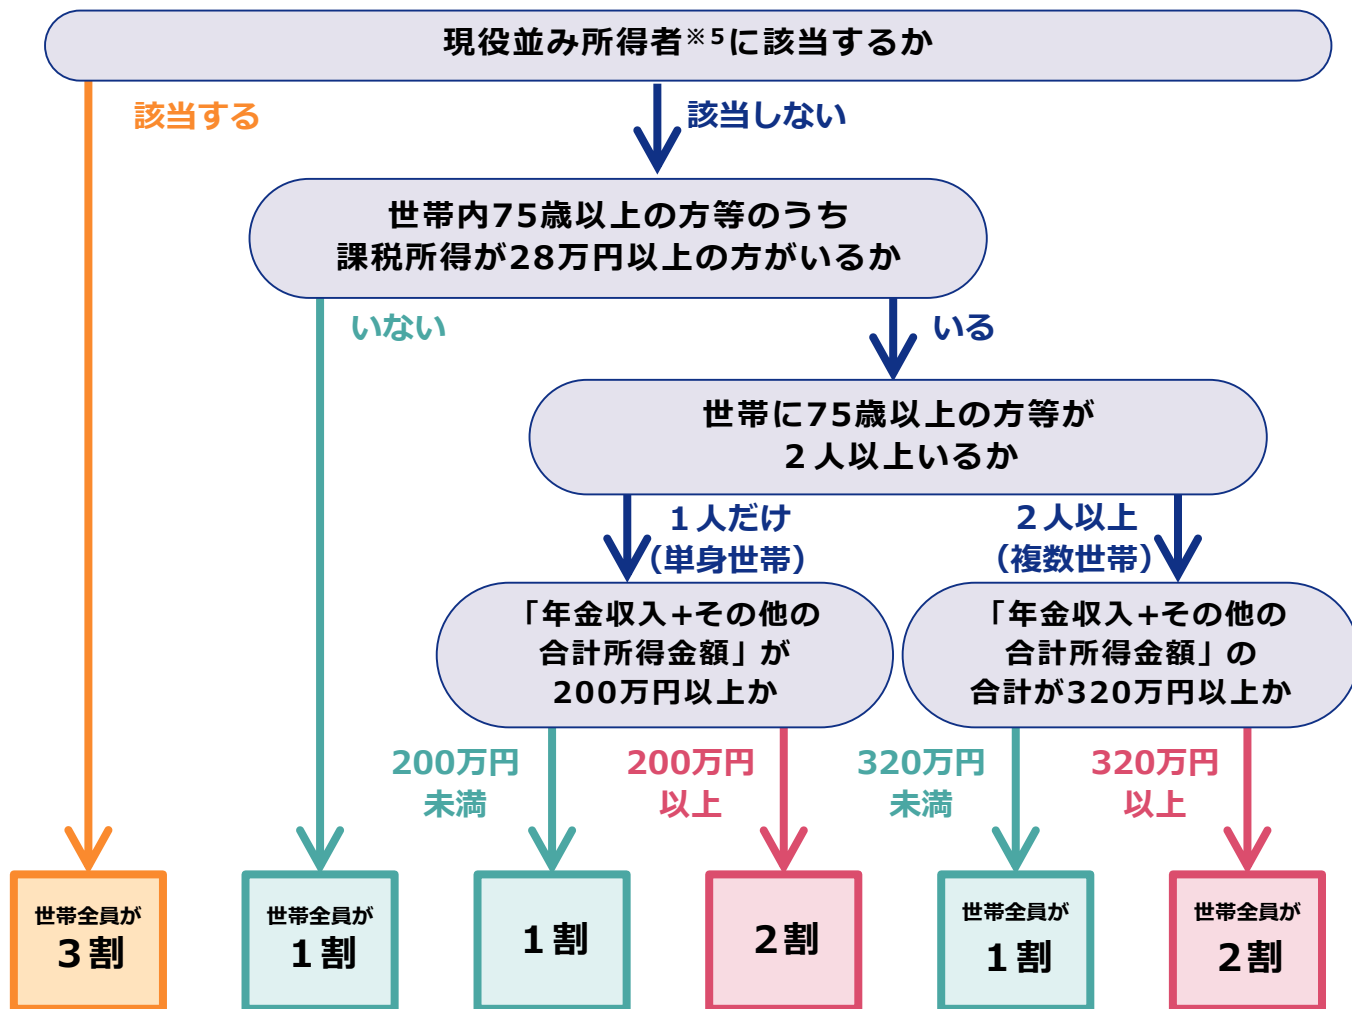 現役並み所得者※5に該当するか
該当する
該当しない
世帯内75歳以上の方等のうち
課税所得が28万円以上の方がいるか
いない
いる
世帯に75歳以上の方等が
２人以上いるか
１人だけ
（単身世帯）
２人以上
（複数世帯）
「年金収入+その他の
合計所得金額」が
200万円以上か
「年金収入+その他の
合計所得金額」の
合計が320万円以上か
200万円
未満
200万円
以上
320万円
未満
320万円
以上
世帯全員が
３割
世帯全員が
１割
１割
２割
世帯全員が
１割
世帯全員が
２割